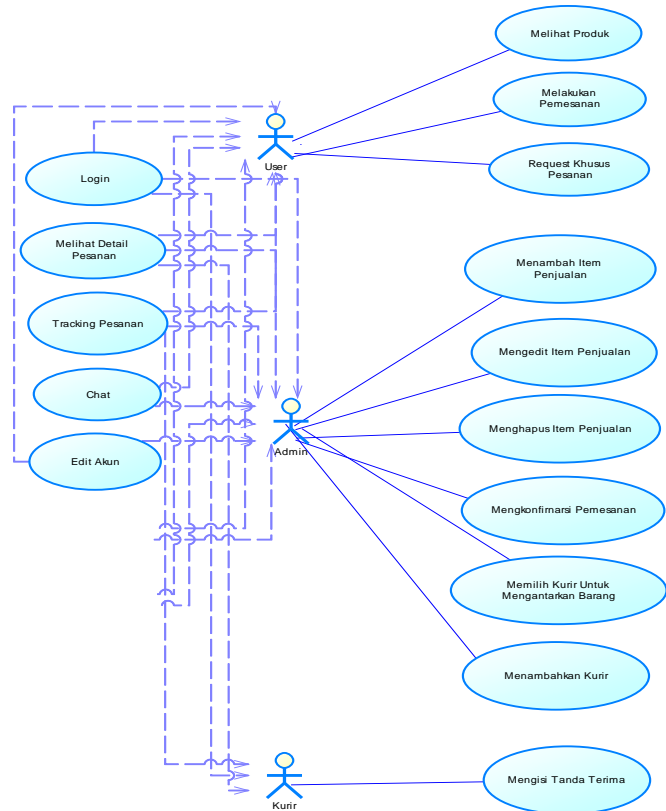 Melihat Produk
Melakukan
Pemesanan
Request Khusus
Pesanan
User
Login
Melihat Detail
Pesanan
Tracking Pesanan
Chat
Edit Akun
Menambah Item
Penjualan
Mengedit Item Penjualan
Menghapus Item Penjualan
Admin
Mengkonfimarsi Pemesanan
Memilih Kurir Untuk
Mengantarkan Barang
Menambahkan Kurir
Mengisi Tanda Terima
Kurir